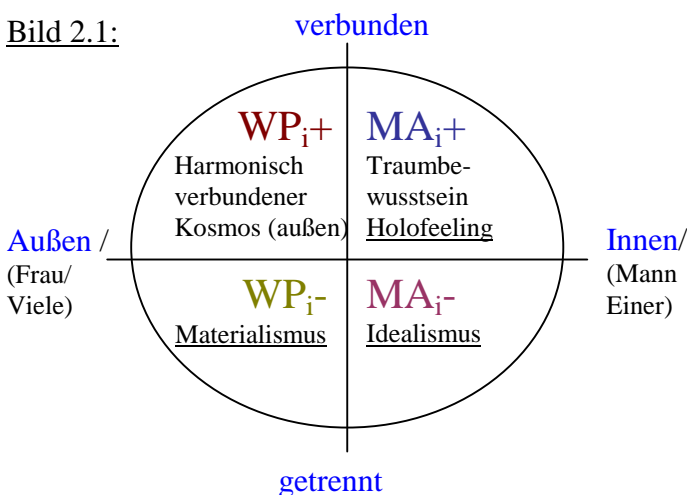 Bild 2.1:
verbunden
WPi+
Harmonisch
verbundener
Kosmos (außen)
MAi+
Traumbe-
wusstsein
Holofeeling
Außen /
(Frau/
Viele)
Innen/
(Mann
Einer)
WPi-
Materialismus
MAi-
Idealismus
getrennt